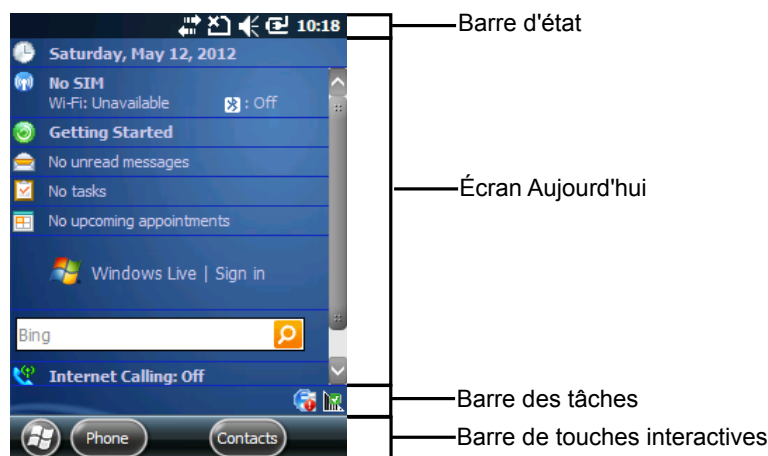 10:18
Barre d'état
Saturday, May 12, 2012
No SIM
Wi-Fi: Unavailable : Off
Getting Started
No unread messages
No tasks
Écran Aujourd'hui
No upcoming appointments
Windows Live | Sign in
Bing
Internet Calling: Off
Barre des tâches
Phone Contacts
Barre de touches interactives